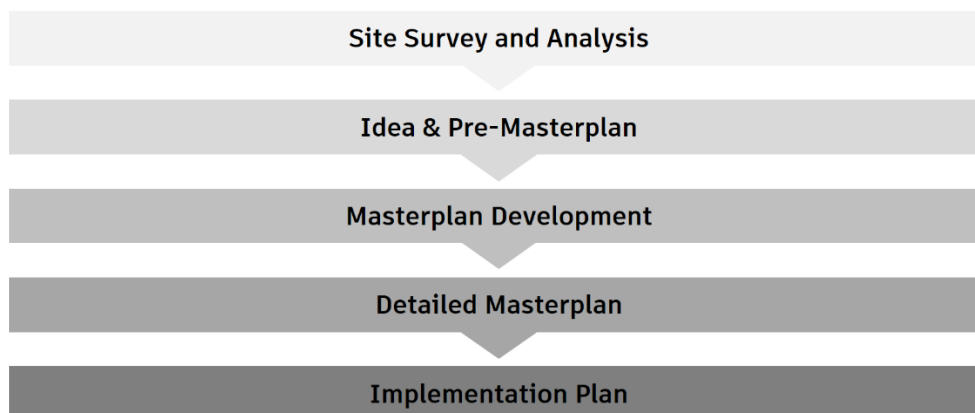 Site Survey and Analysis
Idea & Pre-Masterplan
Masterplan Development
Detailed Masterplan
Implementation Plan